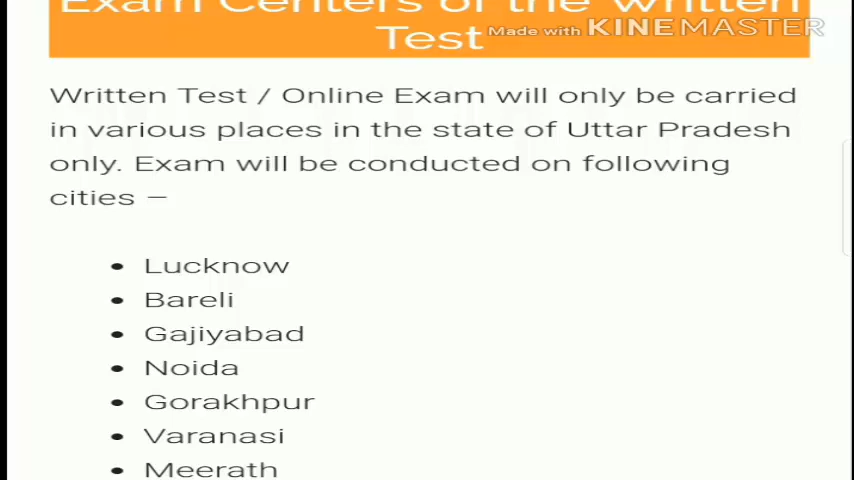 Exam Centers of the Written
Test
Made with KINEMASTER
Written Test / Online Exam will only be carried
in various places in the state of Uttar Pradesh
only. Exam will be conducted on following
cities –
• Lucknow
• Bareli
• Gajiyabad
• Noida
• Gorakhpur
• Varanasi
• Meerath